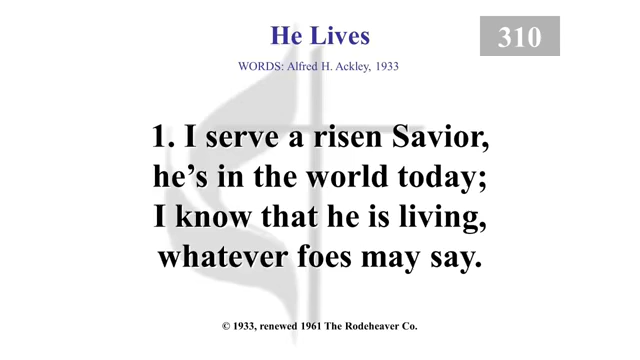 He Lives
310
WORDS: Alfred H. Ackley, 1933
1. I serve a risen Savior,
he’s in the world today;
I know that he is living,
whatever foes may say.
© 1933, renewed 1961 The Rodeheaver Co.